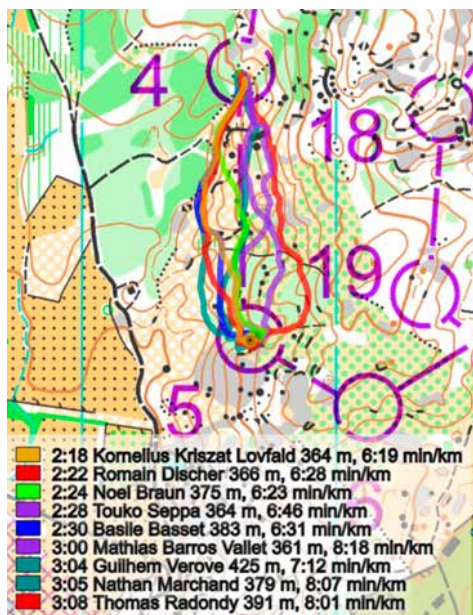 4
18
19
5
2:18 Kornelius Kriszat Lovfald 364 m, 6:19 min/km
2:22 Romain Discher 366 m, 6:28 min/km
2:24 Noel Braun 375 m, 6:23 min/km
2:28 Touko Seppa 364 m, 6:46 min/km
2:30 Basile Basset 383 m, 6:31 min/km
3:00 Mathias Barros Vallet 361 m, 8:18 min/km
3:04 Guilhem Verove 425 m, 7:12 min/km
3:05 Nathan Marchand 379 m, 8:07 min/km
3:08 Thomas Radondy 391 m, 8:01 min/km